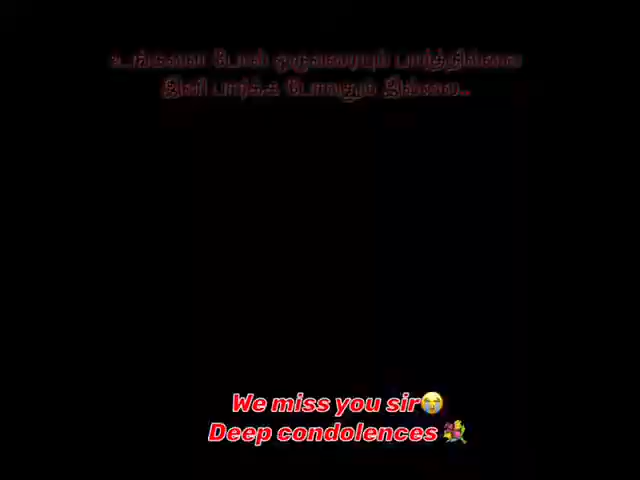 உங்களை போல் ஒருவரையும் பார்த்ததில்லை
இனி பார்க்க போவதும் இல்லை..
We miss you sir😭
Deep condolences 💐